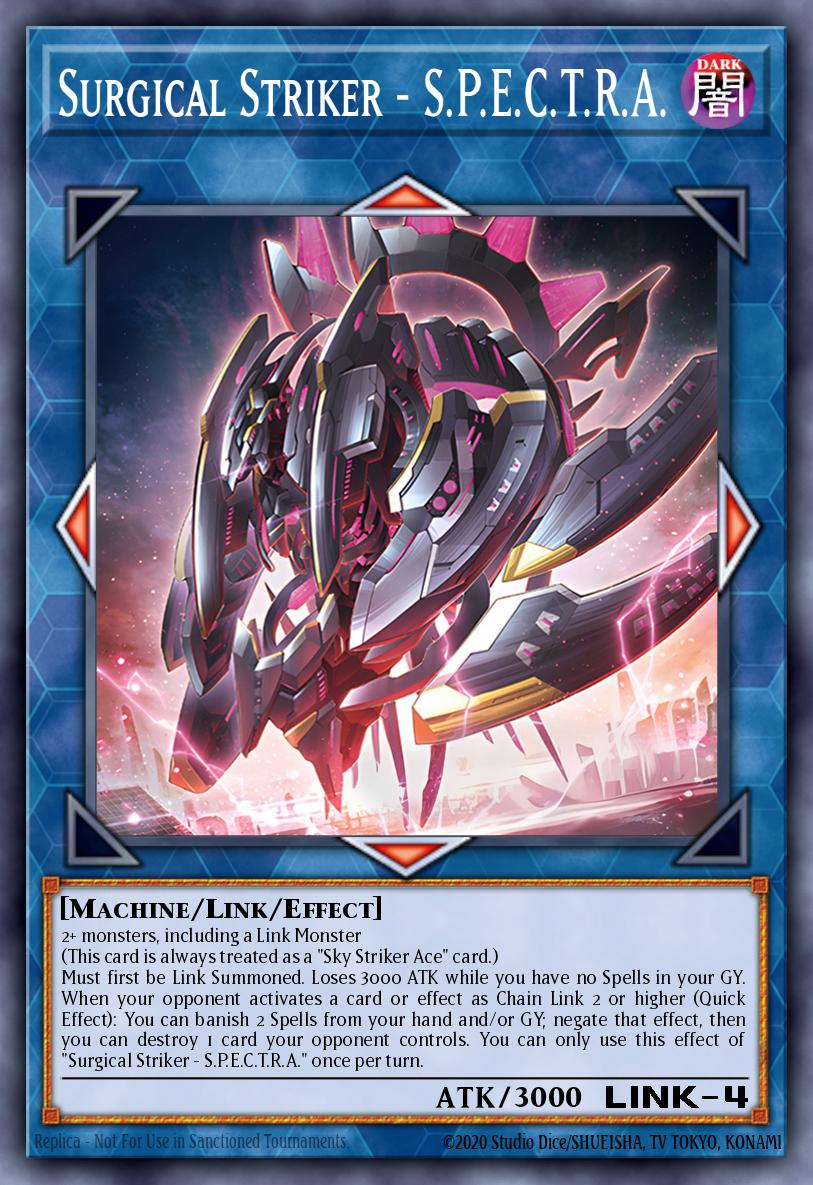 Surgical Striker - S.P.E.C.T.R.A.
DARK
闇
[Machine/Link/Effect]
2+ monsters, including a Link Monster
(This card is always treated as a "Sky Striker Ace" card.)
Must first be Link Summoned. Loses 3000 ATK while you have no Spells in your GY.
When your opponent activates a card or effect as Chain Link 2 or higher (Quick
Effect): You can banish 2 Spells from your hand and/or GY; negate that effect, then
you can destroy 1 card your opponent controls. You can only use this effect of
"Surgical Striker - S.P.E.C.T.R.A." once per turn.
ATK/3000 LINK-4
Replica - Not For Use in Sanctioned Tournaments.
©2020 Studio Dice/SHUEISHA, TV TOKYO, KONAMI